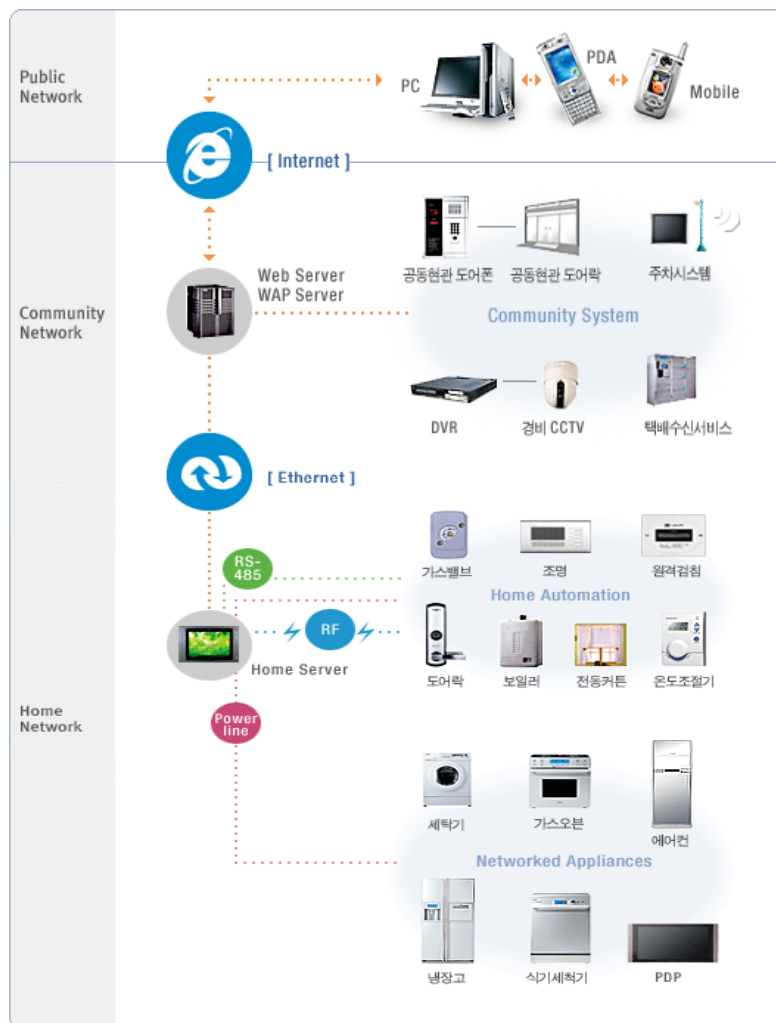 Public
Network
PC
PDA
Mobile
[ Internet ]
Community
Network
Web Server
WAP Server
공동현관 도어폰
공동현관 도어락
주차시스템
Community System
DVR
경비 CCTV
택배수신서비스
[ Ethernet ]
Home
Network
RS-
485
가스밸브
조명
원격검침
Home Automation
RF
Home Server
도어락
보일러
전동커튼
온도조절기
Power
line
세탁기
가스오븐
에어컨
Networked Appliances
냉장고
식기세척기
PDP